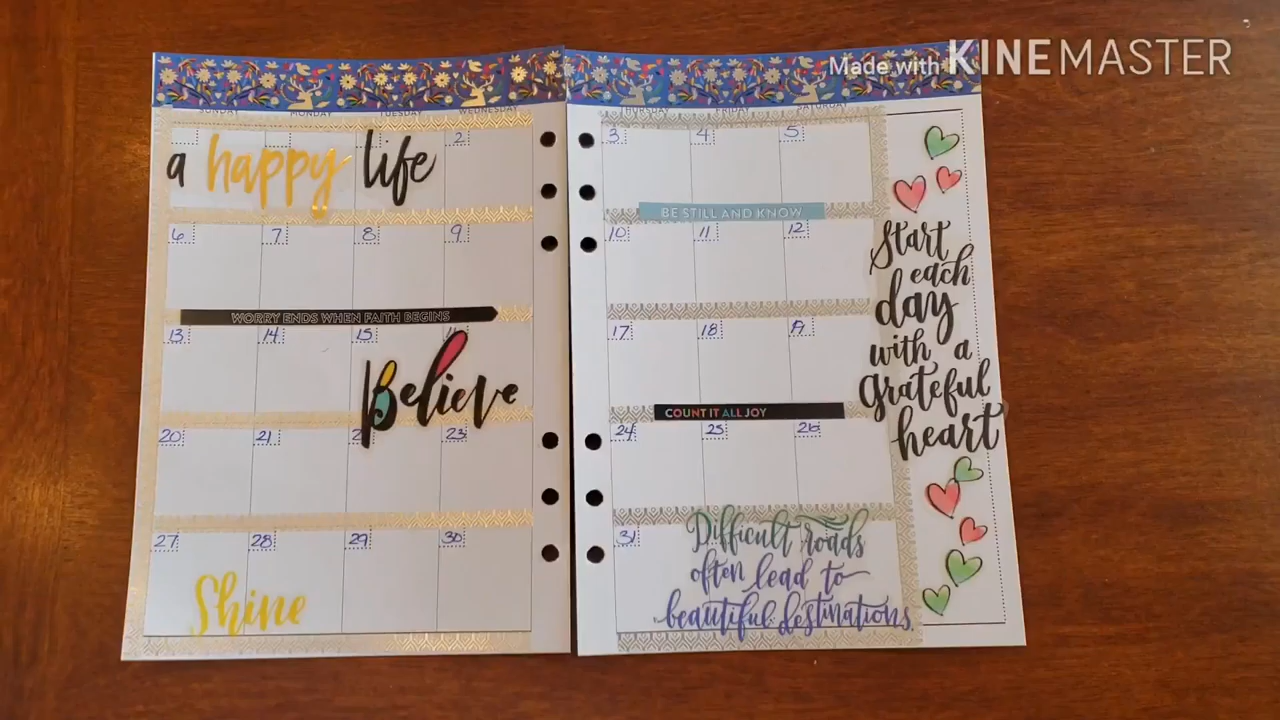 Made with KINEMASTER
SUNDAY MONDAY TUESDAY WEDNESDAY
THURSDAY FRIDAY SATURDAY
2
a happy life
3 4 5
BE STILL AND KNOW
6 7 8 9
10 11 12
WORRY ENDS WHEN FAITH BEGINS
13 14 15
Believe
17 18
COUNT IT ALL JOY
20 21 23
24 25 26
27 28 29 30
31
Shine
Difficult roads
often lead to
beautiful destinations.
Start
each
day
with a
grateful
heart